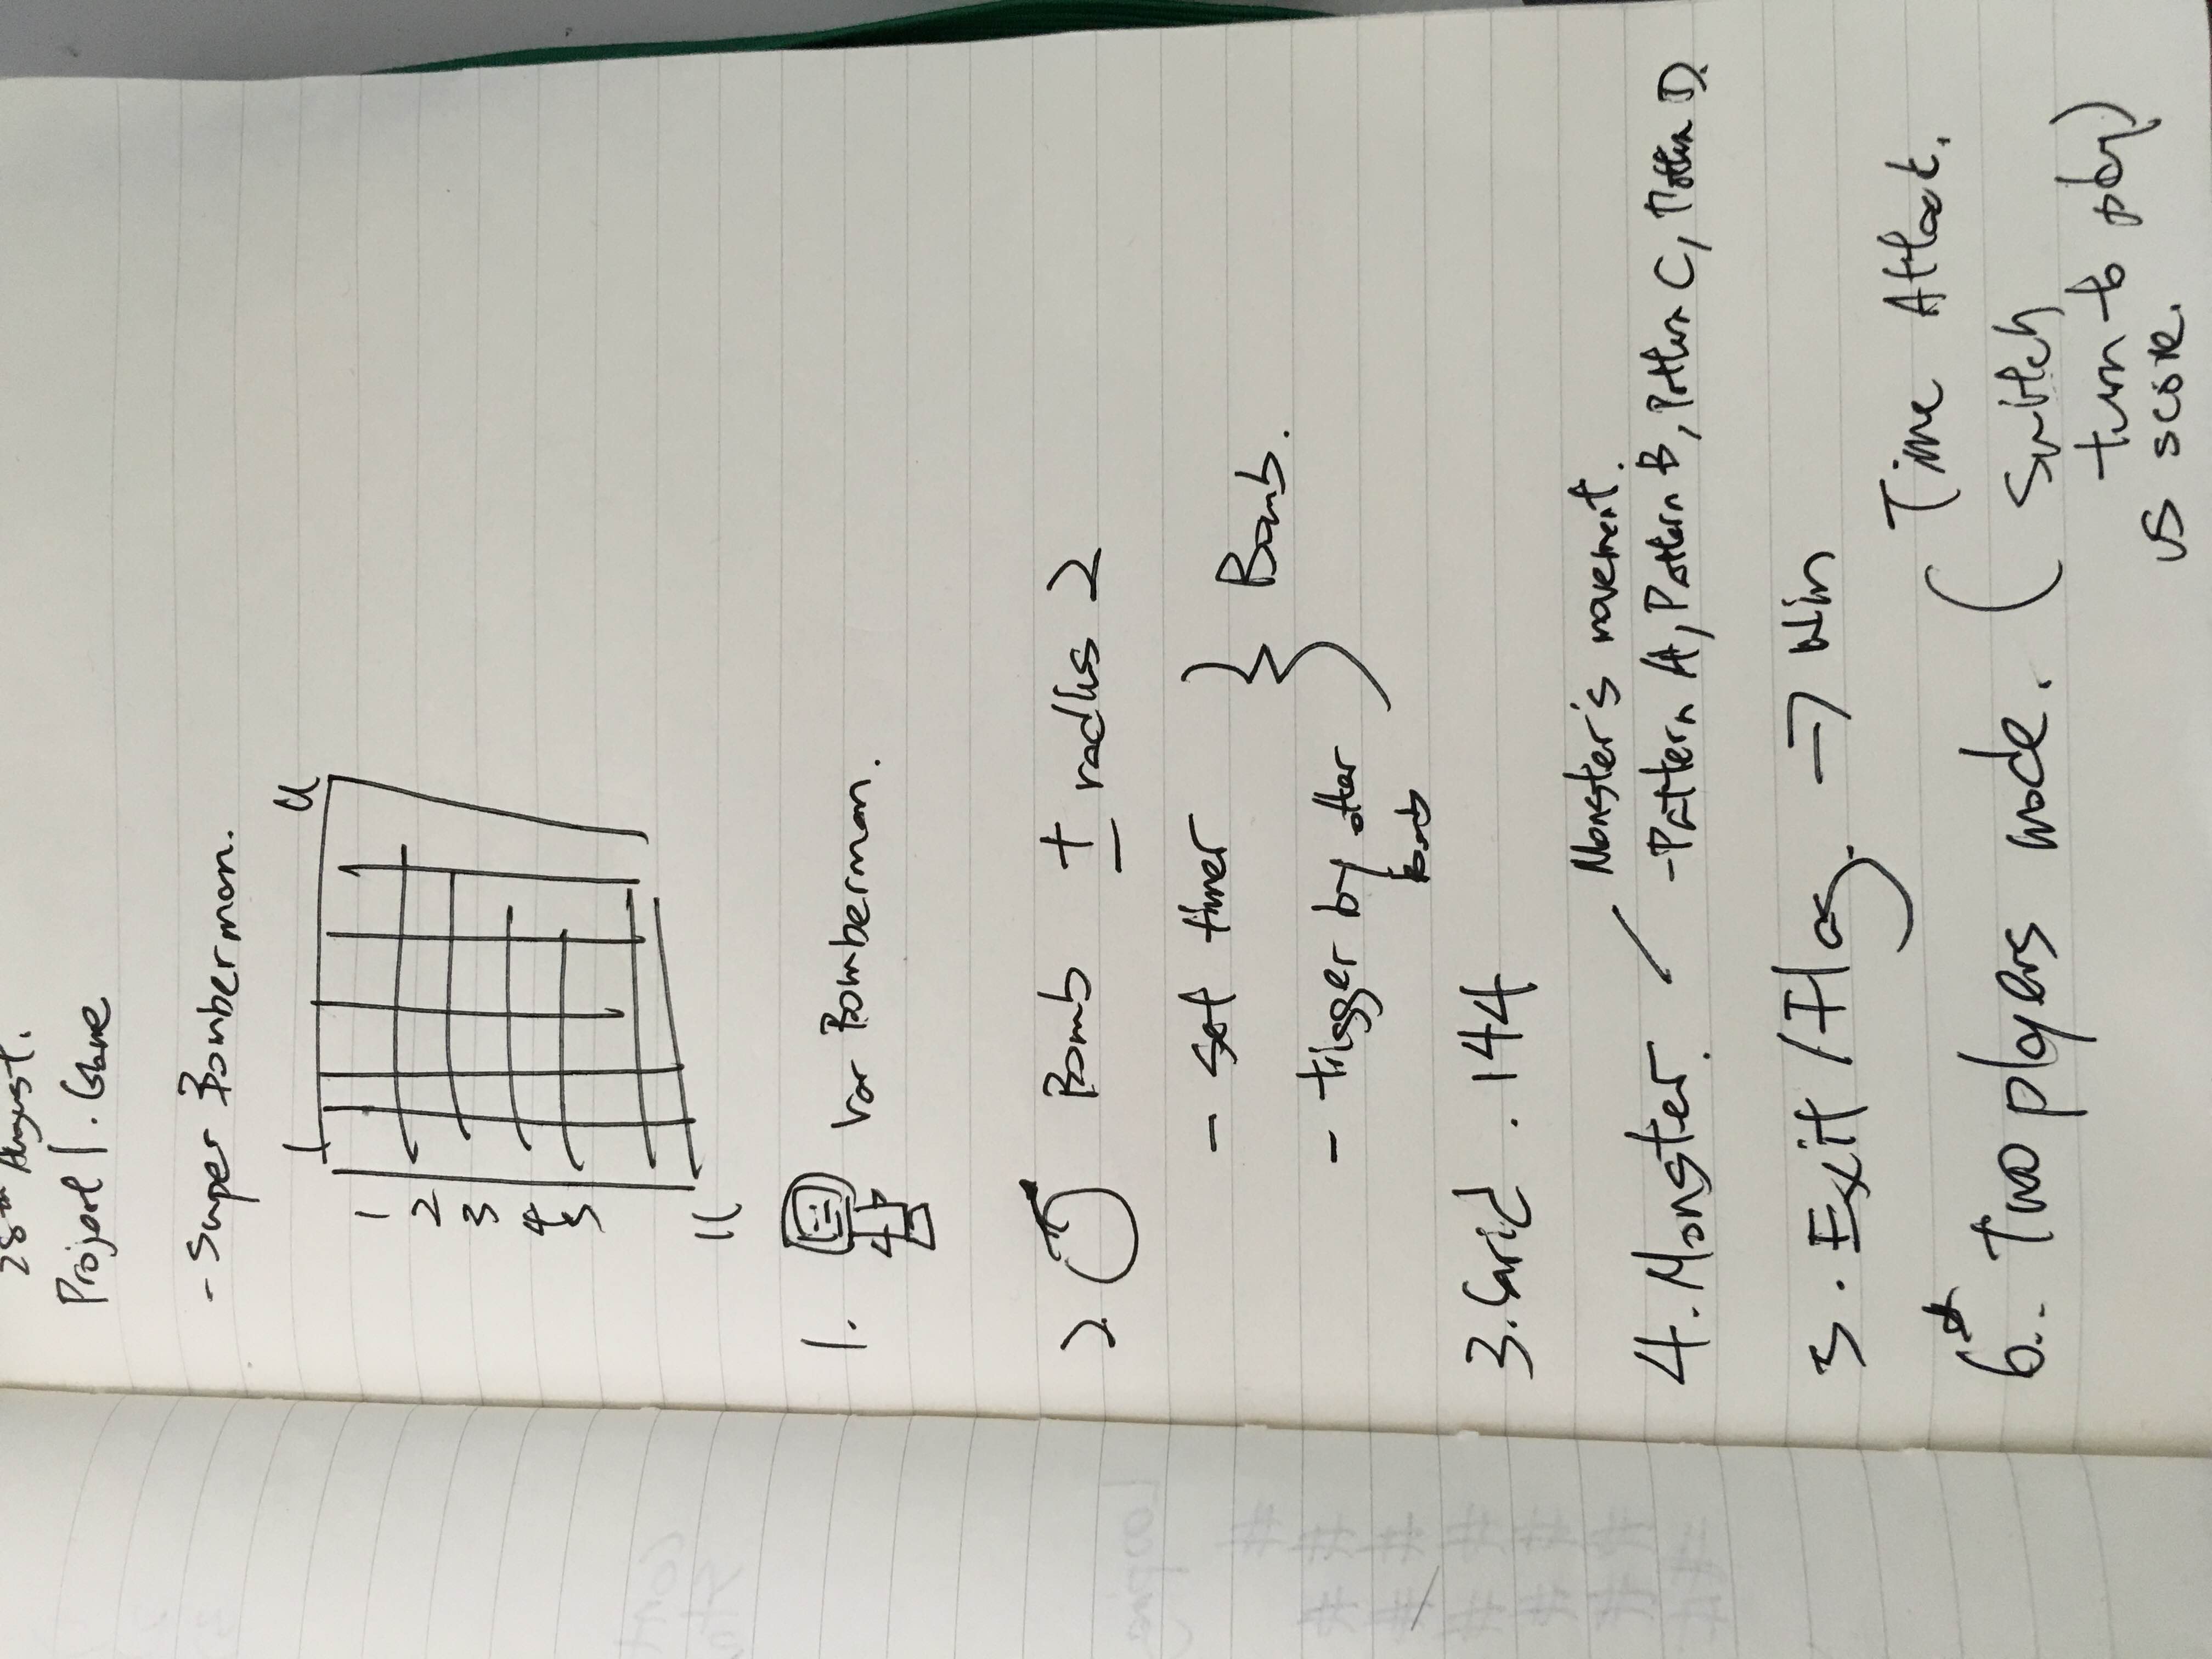 28th August.
Project 1. Game
- Super Bomberman.
1 11
1
2
3
4
5
11
1. Var Bomberman.
2 Bomb ± radius 2
- set timer
- trigger by other
bomb
} Bomb.
3. Grid . 144
4. Monster. / Monster's movement.
- Pattern A, Pattern B, Pattern C, Pattern D.
5. Exit / Flag. -> Win
6.* Two players mode. ( Time Attack.
Switch
turn to play)
VS score.